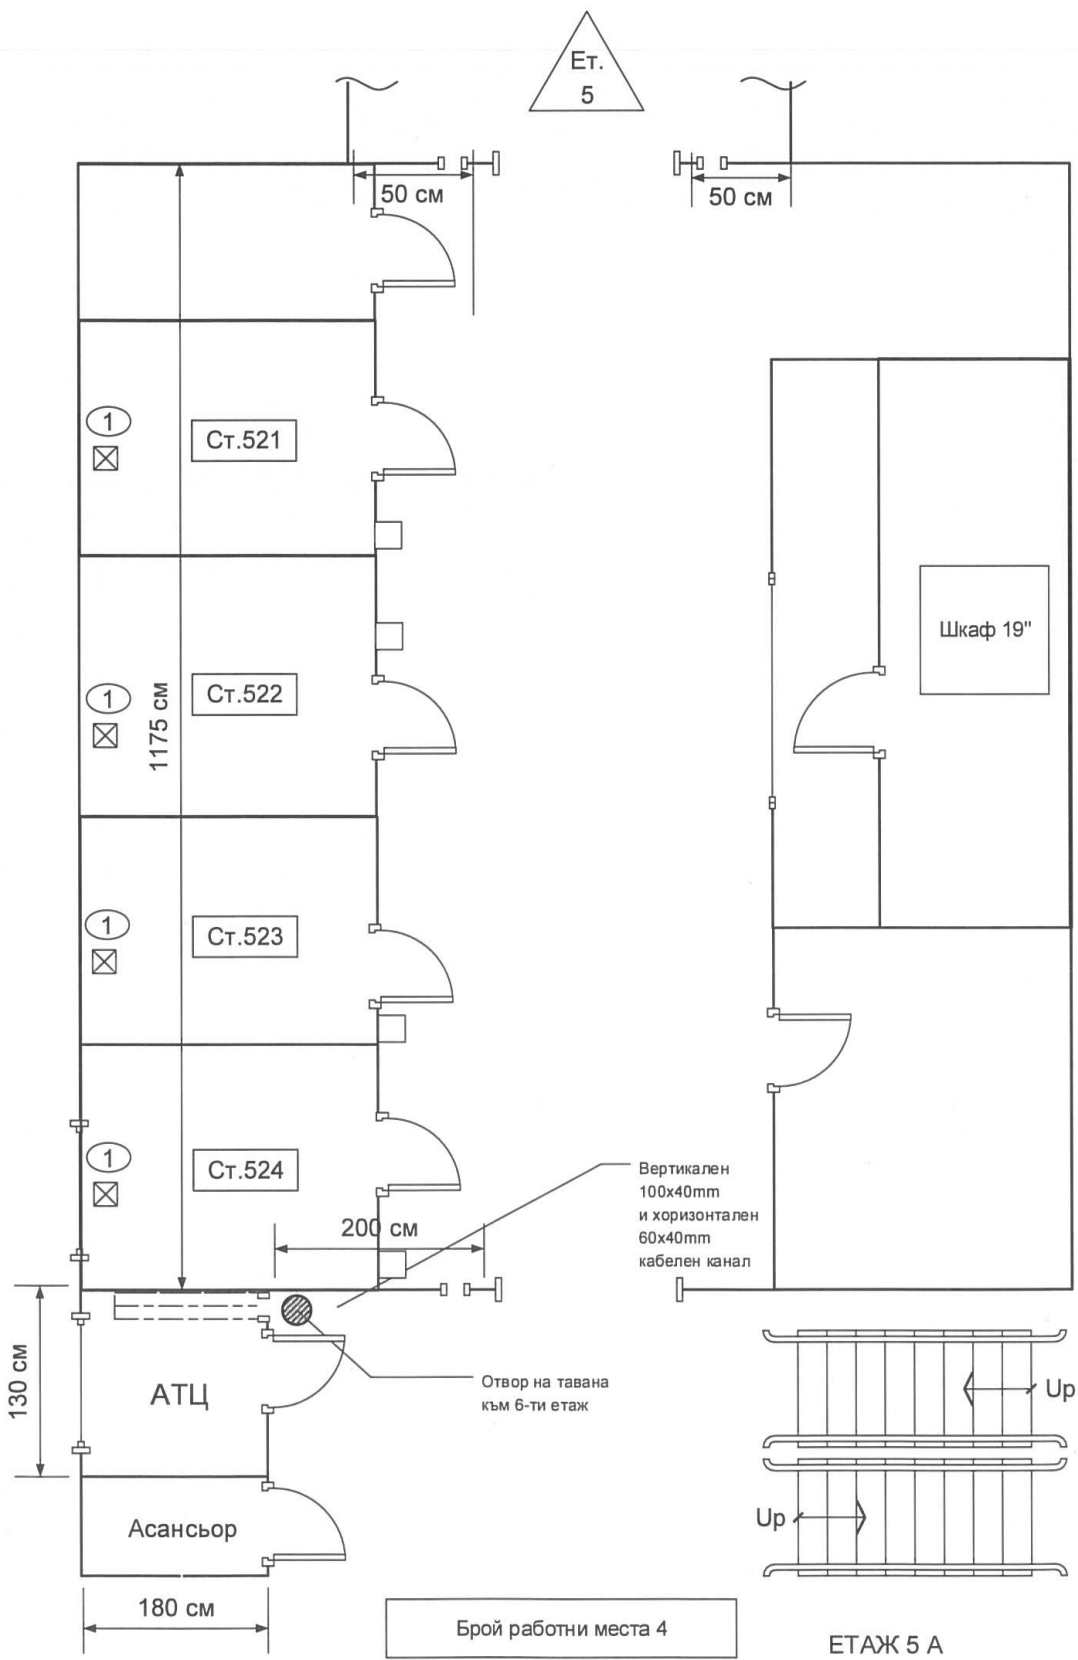 Ет.
5
50 см
50 см
1
Ст.521
Шкаф 19"
1
Ст.522
1175 см
1
Ст.523
1
Ст.524
Вертикален
100x40mm
и хоризонтален
60x40mm
кабелен канал
200 см
130 см
АТЦ
Отвор на тавана
към 6-ти етаж
Up
Up
Асансьор
180 см
Брой работни места 4
ЕТАЖ 5 А